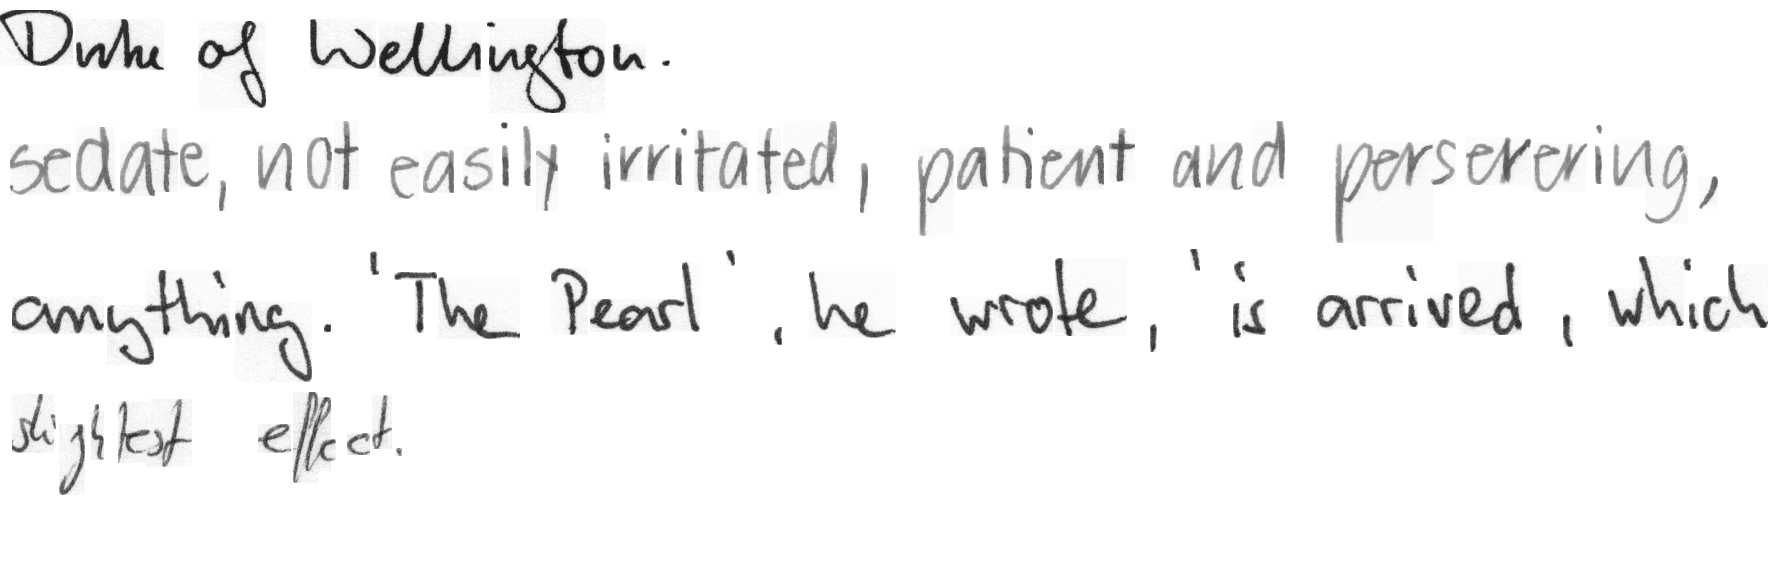 Duke of Wellington.
sedate, not easily irritated, patient and perserering,
anything. 'The Pearl', he wrote, 'is arrived, which
slightest effect.